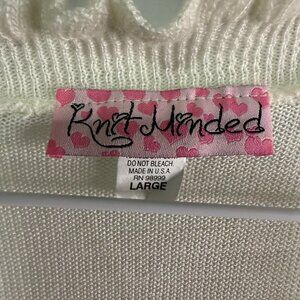 Knit Minded
DO NOT BLEACH.
MADE IN U.S.A.
RN 98999
LARGE